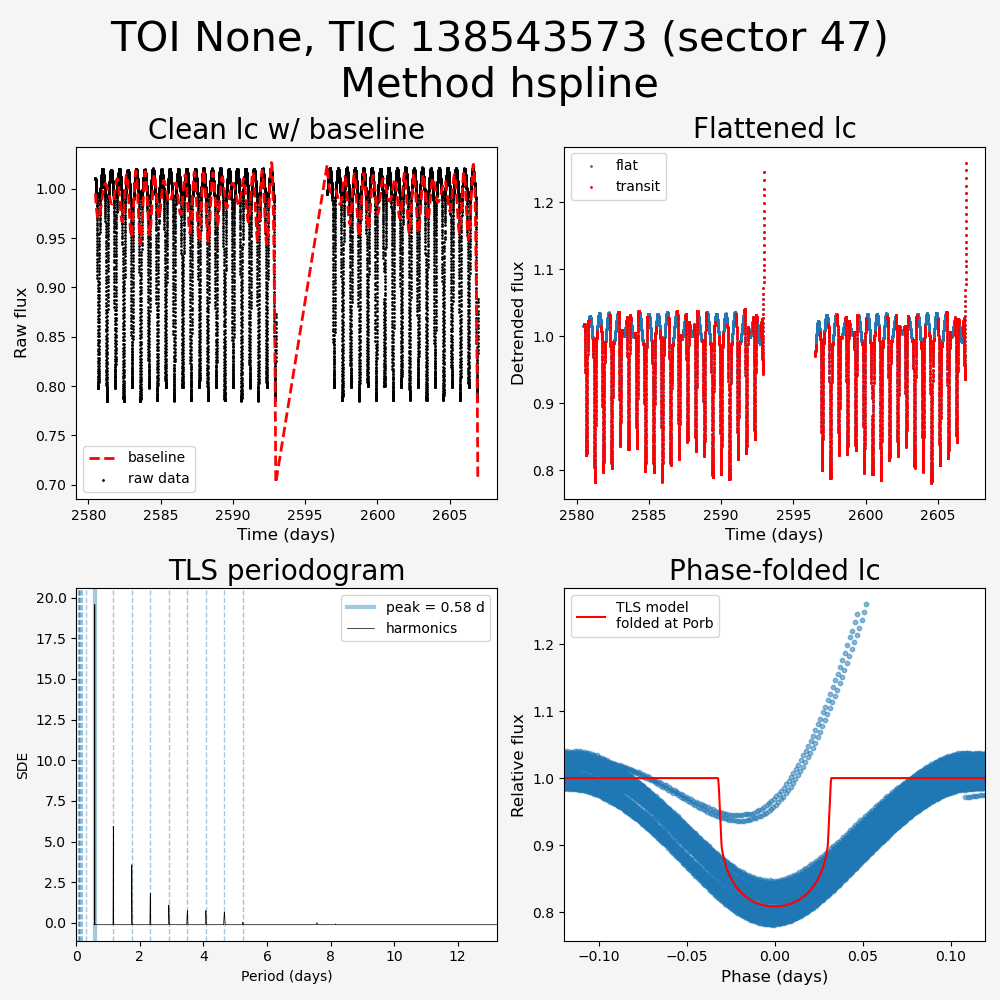 TOI None, TIC 138543573 (sector 47)
Method hspline
Clean lc w/ baseline
Flattened lc
1.00
0.95
0.90
0.85
0.80
0.75
0.70
Raw flux
baseline
raw data
2580
2585
2590
2595
2600
2605
Time (days)
1.2
1.1
1.0
0.9
0.8
Detrended flux
flat
transit
2580
2585
2590
2595
2600
2605
Time (days)
TLS periodogram
Phase-folded lc
20.0
17.5
15.0
12.5
10.0
7.5
5.0
2.5
0.0
SDE
peak = 0.58 d
harmonics
0
2
4
6
8
10
12
Period (days)
1.2
1.1
1.0
0.9
0.8
Relative flux
TLS model
folded at Porb
−0.10
−0.05
0.00
0.05
0.10
Phase (days)